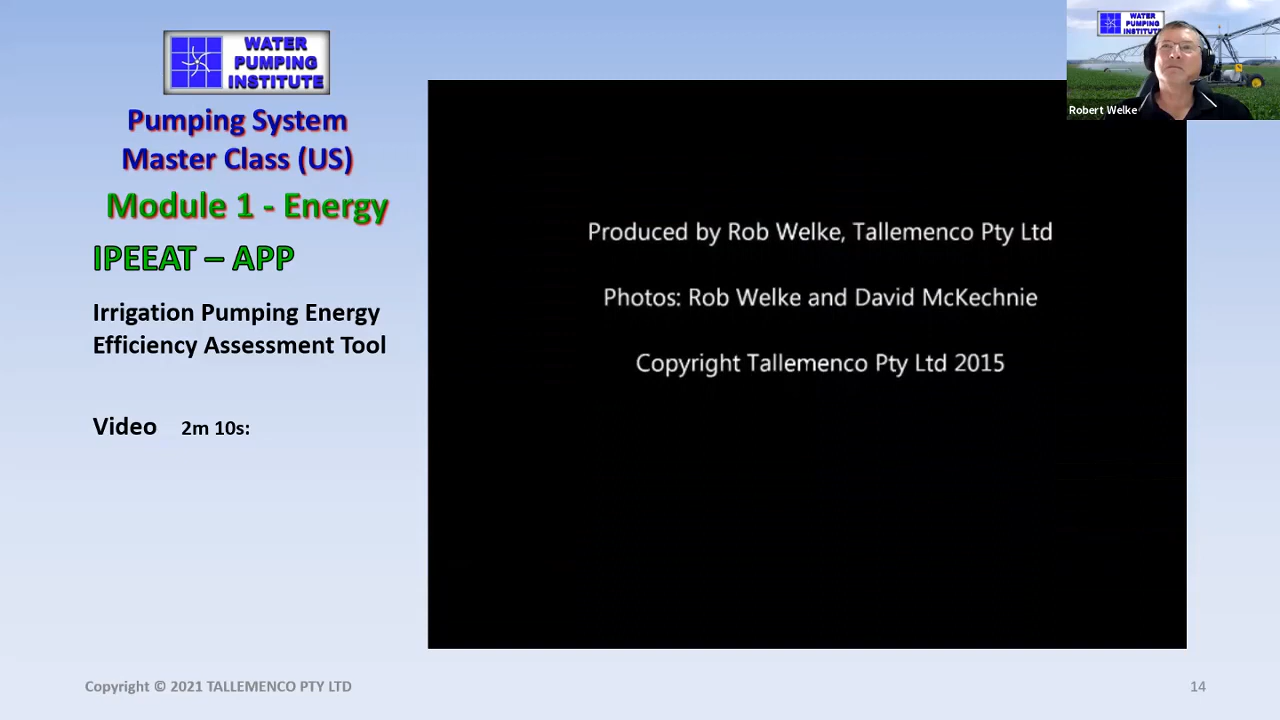 WATER
PUMPING
INSTITUTE
Pumping System
Master Class (US)
Module 1 - Energy
IPEEAT – APP
Irrigation Pumping Energy
Efficiency Assessment Tool
Video 2m 10s:
Produced by Rob Welke, Tallemenco Pty Ltd
Photos: Rob Welke and David McKechnie
Copyright Tallemenco Pty Ltd 2015
WATER
PUMPING
INSTITUTE
Robert Welke
Copyright © 2021 TALLEMENCO PTY LTD
14